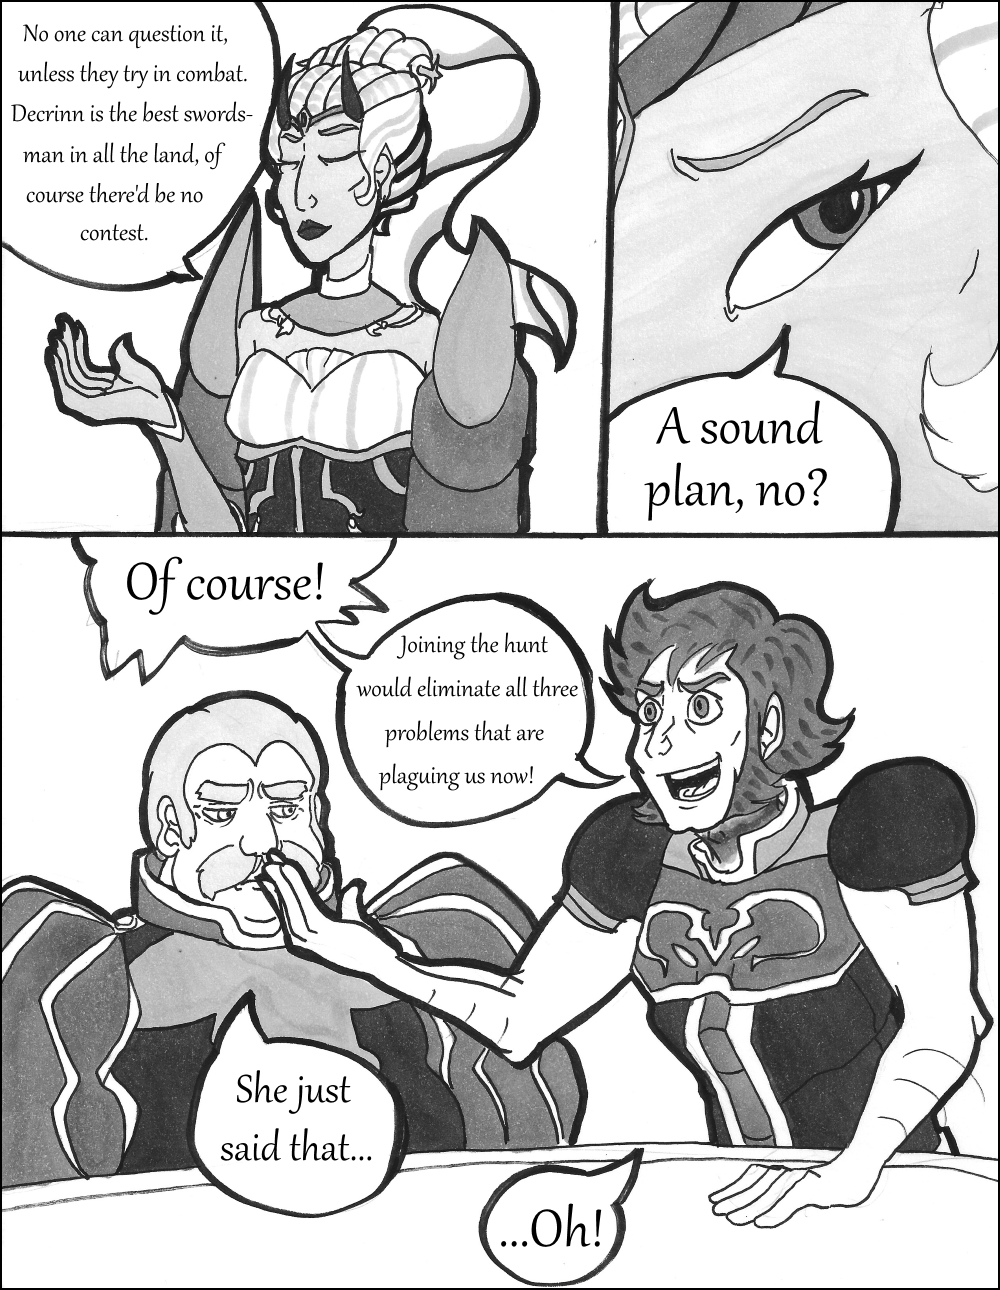 No one can question it,
unless they try in combat.
Decrinn is the best swords-
man in all the land, of
course there'd be no
contest.
A sound
plan, no?
Of course!
Joining the hunt
would eliminate all three
problems that are
plaguing us now!
She just
said that...
...Oh!